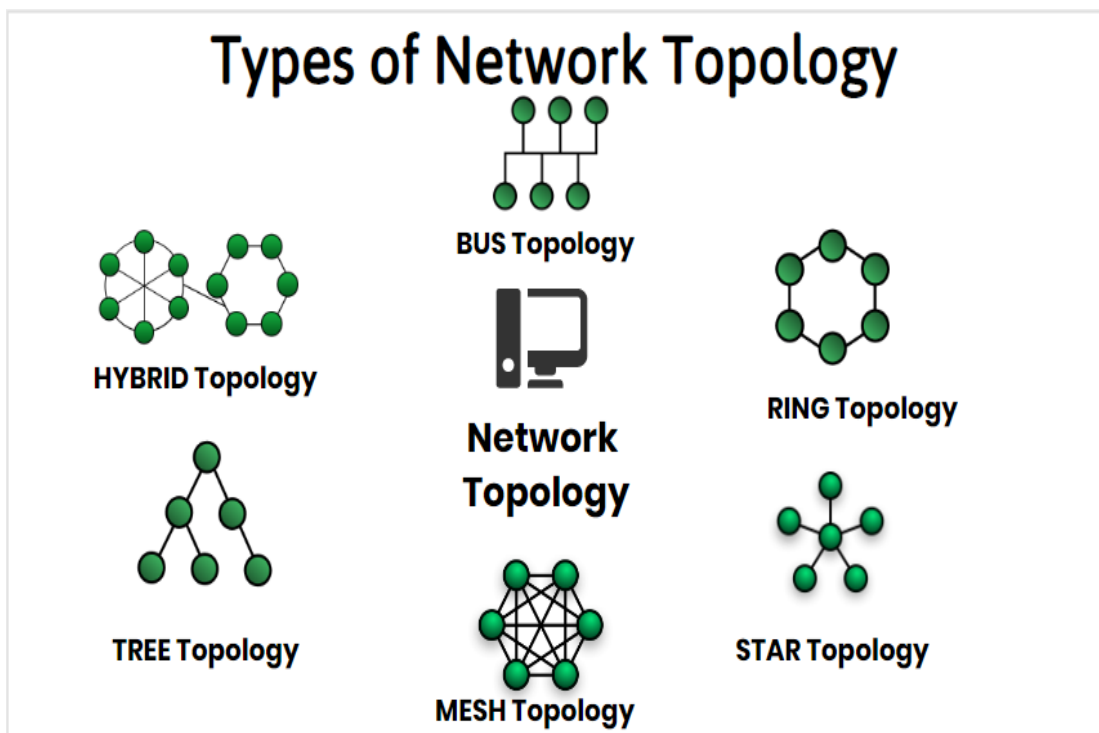 Types of Network Topology
BUS Topology
HYBRID Topology
RING Topology
Network
Topology
TREE Topology
STAR Topology
MESH Topology